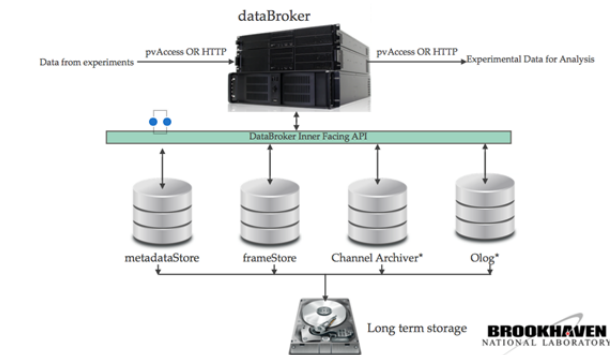 dataBroker
pvAccess OR HTTP
pvAccess OR HTTP
Data from experiments
Experimental Data for Analysis
DataBroker Inner Facing API
metadataStore
frameStore
Channel Archiver*
Olog*
Long term storage
BROOKHAVEN
NATIONAL LABORATORY